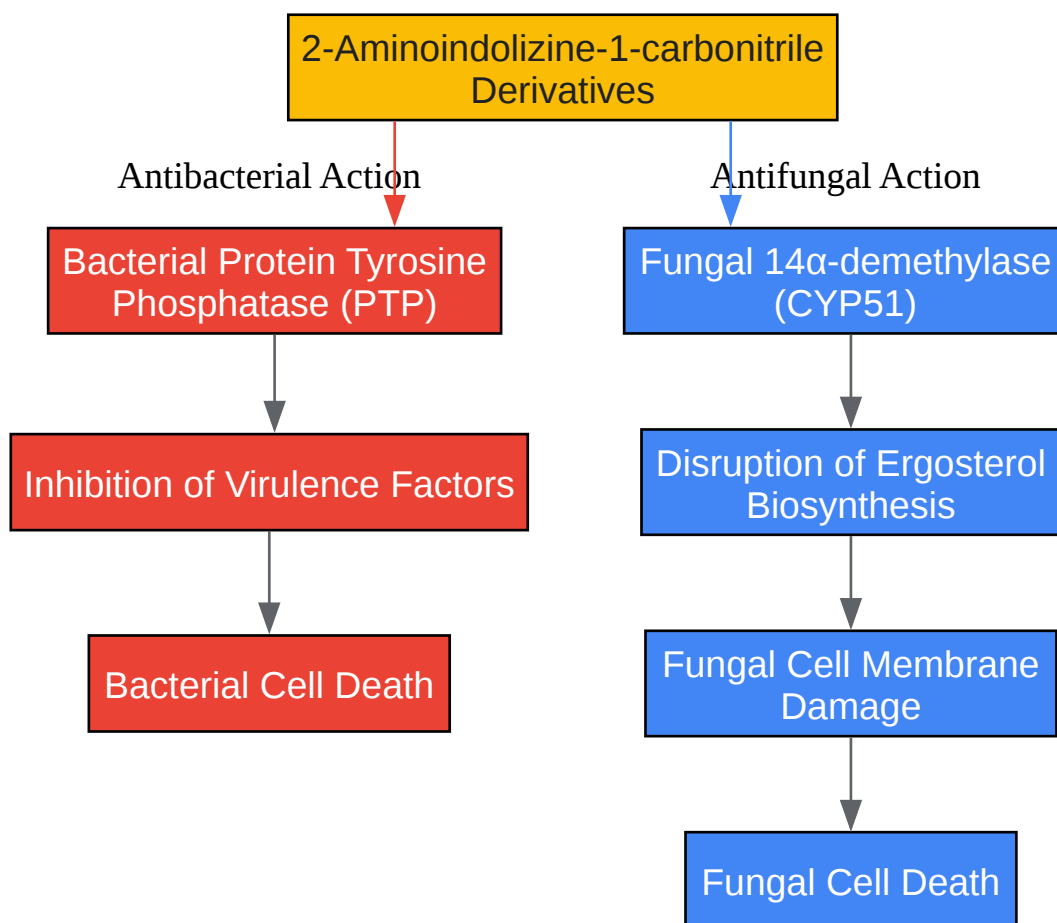 2-Aminoindolizine-1-carbonitrile
Derivatives
Antibacterial Action
Antifungal Action
Bacterial Protein Tyrosine
Phosphatase (PTP)
Fungal 14α-demethylase
(CYP51)
Inhibition of Virulence Factors
Disruption of Ergosterol
Biosynthesis
Bacterial Cell Death
Fungal Cell Membrane
Damage
Fungal Cell Death